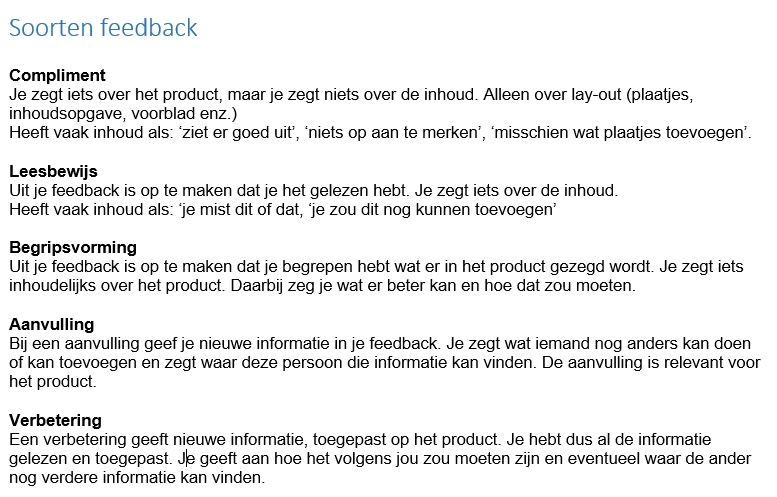 Soorten feedback
Compliment
Je zegt iets over het product, maar je zegt niets over de inhoud. Alleen over lay-out (plaatjes,
inhoudsopgave, voorblad enz.)
Heeft vaak inhoud als: ‘ziet er goed uit’, ‘niets op aan te merken’, ‘misschien wat plaatjes toevoegen’.
Leesbewijs
Uit je feedback is op te maken dat je het gelezen hebt. Je zegt iets over de inhoud.
Heeft vaak inhoud als: ‘je mist dit of dat, ‘je zou dit nog kunnen toevoegen’
Begripsvorming
Uit je feedback is op te maken dat je begrepen hebt wat er in het product gezegd wordt. Je zegt iets
inhoudelijks over het product. Daarbij zeg je wat er beter kan en hoe dat zou moeten.
Aanvulling
Bij een aanvulling geef je nieuwe informatie in je feedback. Je zegt wat iemand nog anders kan doen
of kan toevoegen en zegt waar deze persoon die informatie kan vinden. De aanvulling is relevant voor
het product.
Verbetering
Een verbetering geeft nieuwe informatie, toegepast op het product. Je hebt dus al de informatie
gelezen en toegepast. Je geeft aan hoe het volgens jou zou moeten zijn en eventueel waar de ander
nog verdere informatie kan vinden.